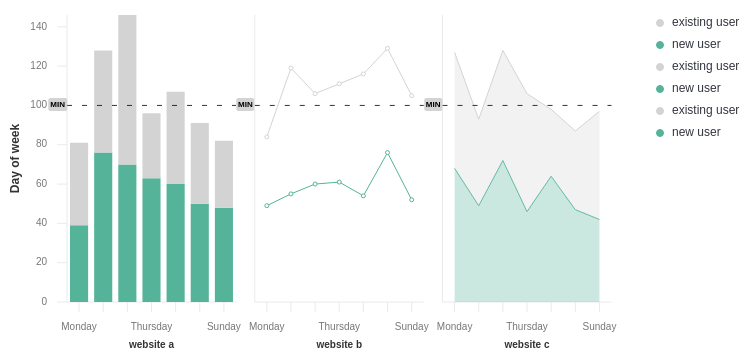 140
120
100
80
60
40
20
0
Day of week
MIN
MIN
MIN
Monday Thursday Sunday
website a
Monday Thursday Sunday
website b
Monday Thursday Sunday
website c
existing user
new user
existing user
new user
existing user
new user